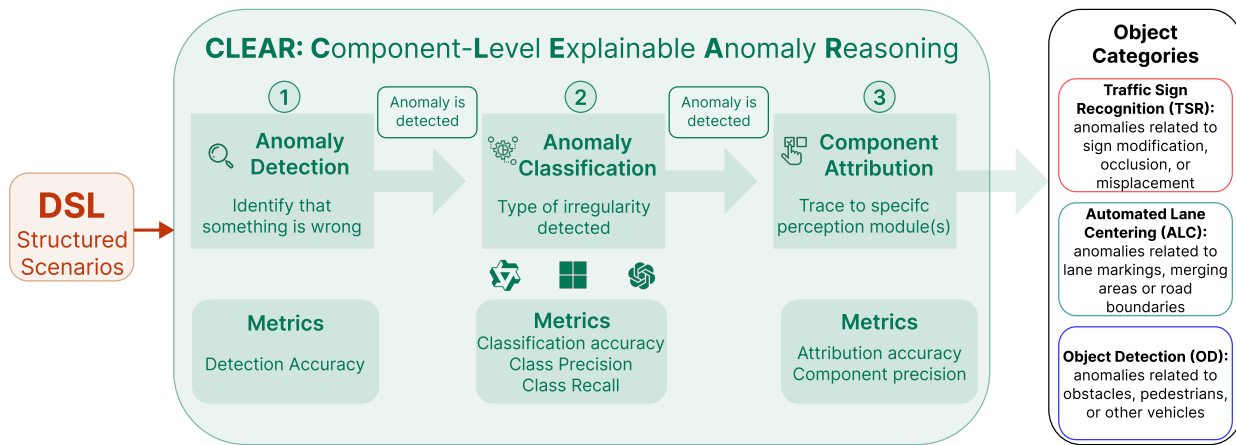 CLEAR: Component-Level Explainable Anomaly Reasoning
DSL
Structured
Scenarios
1
Anomaly
Detection
Identify that
something is wrong
Anomaly is
detected
2
Anomaly
Classification
Type of irregularity
detected
Anomaly is
detected
3
Component
Attribution
Trace to specifc
perception module(s)
Metrics
Detection Accuracy
Metrics
Classification accuracy
Class Precision
Class Recall
Metrics
Attribution accuracy
Component precision
Object
Categories
Traffic Sign
Recognition (TSR):
anomalies related to
sign modification,
occlusion, or
misplacement
Automated Lane
Centering (ALC):
anomalies related to
lane markings, merging
areas or road
boundaries
Object Detection (OD):
anomalies related to
obstacles, pedestrians,
or other vehicles